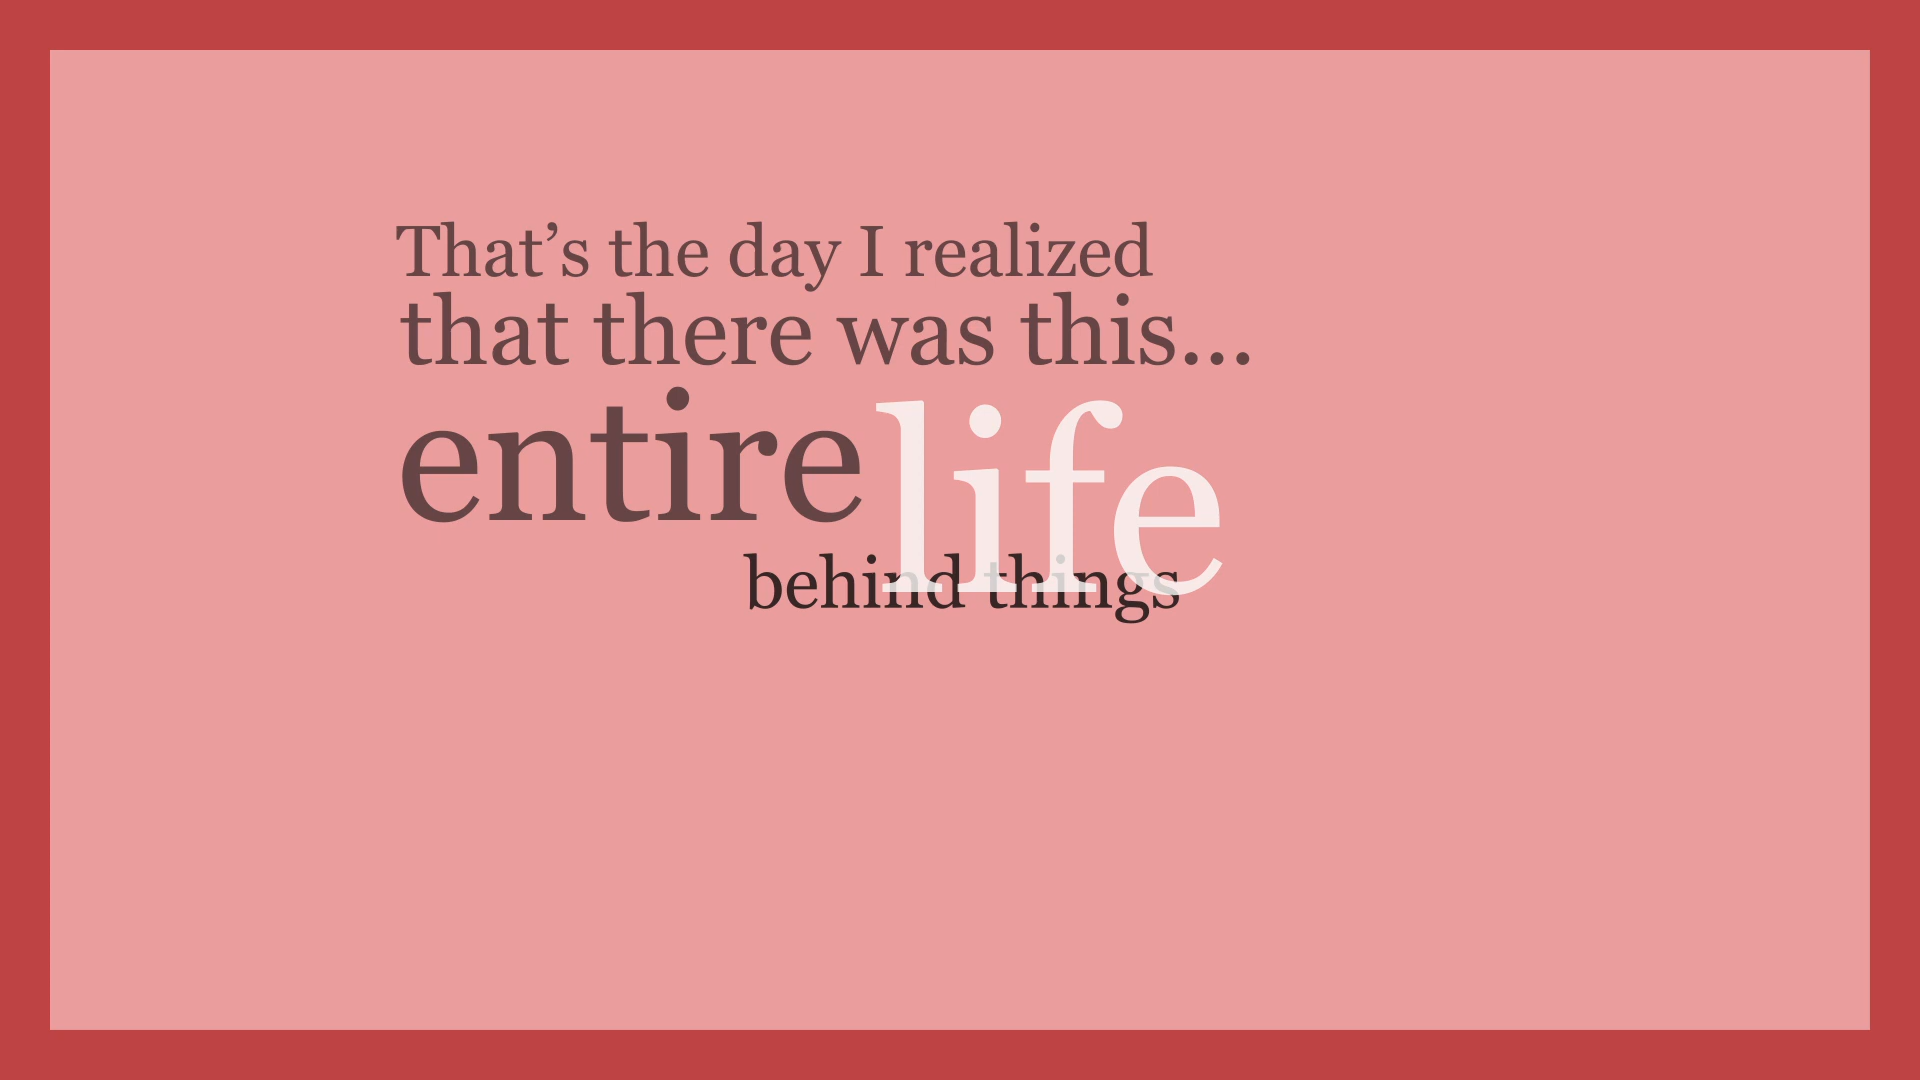 That’s the day I realized
that there was this...
entire life
behind things